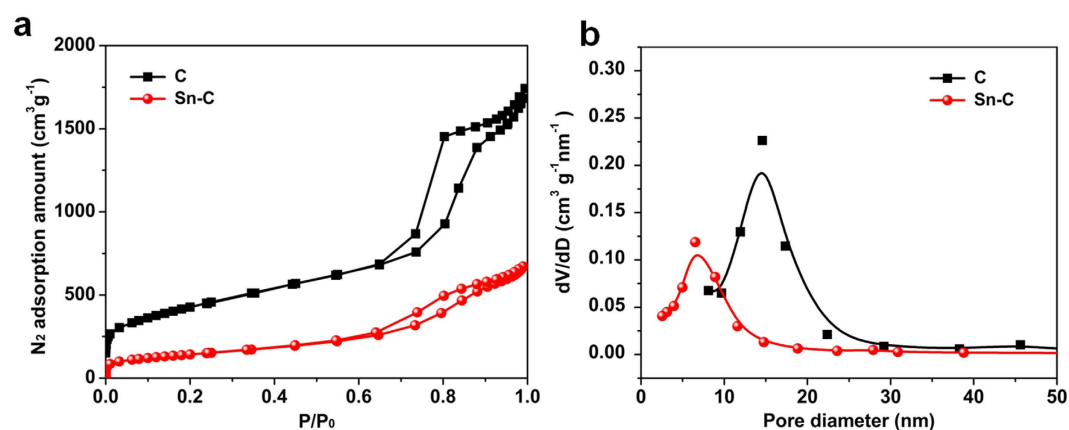 a
2000
1500
1000
500
0
0.0 0.2 0.4 0.6 0.8 1.0
P/P₀
N₂ adsorption amount (cm³g⁻¹)
C
Sn-C
b
0.30
0.25
0.20
0.15
0.10
0.05
0.00
0 10 20 30 40 50
Pore diameter (nm)
dV/dD (cm³ g⁻¹nm⁻¹)
C
Sn-C